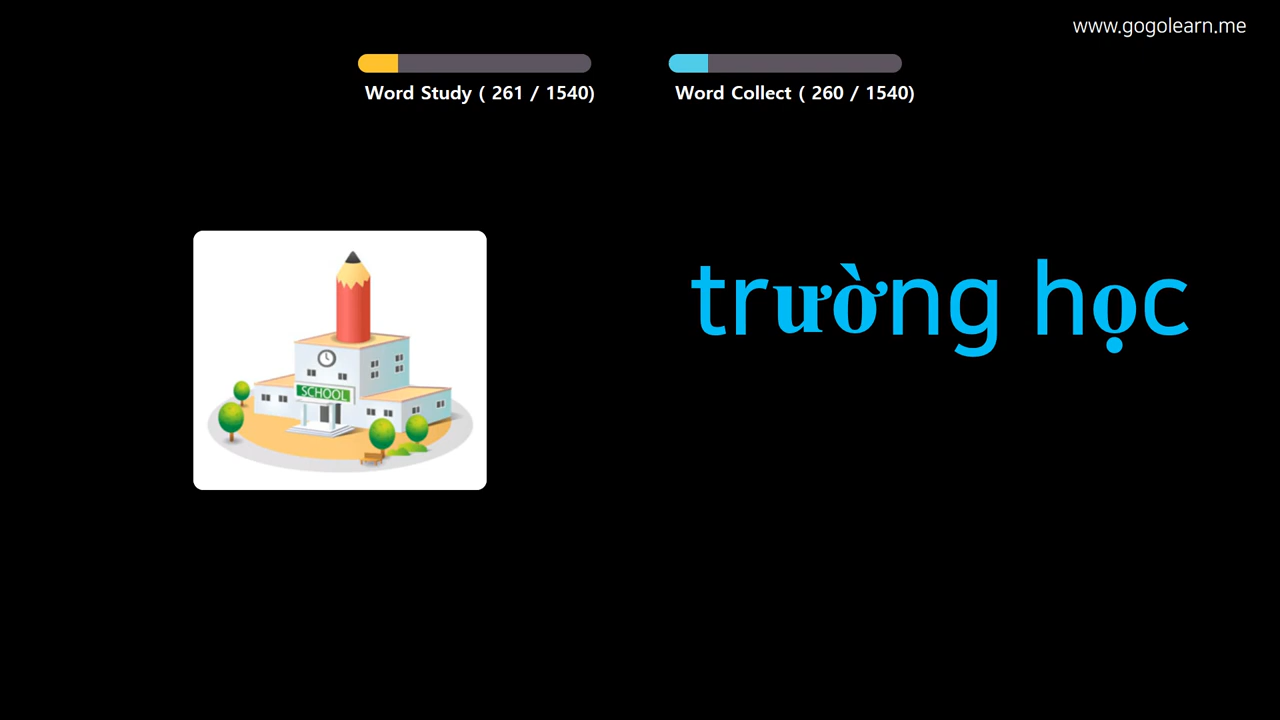 www.gogolearn.me
Word Study ( 261 / 1540)
Word Collect ( 260 / 1540)
trường học
SCHOOL